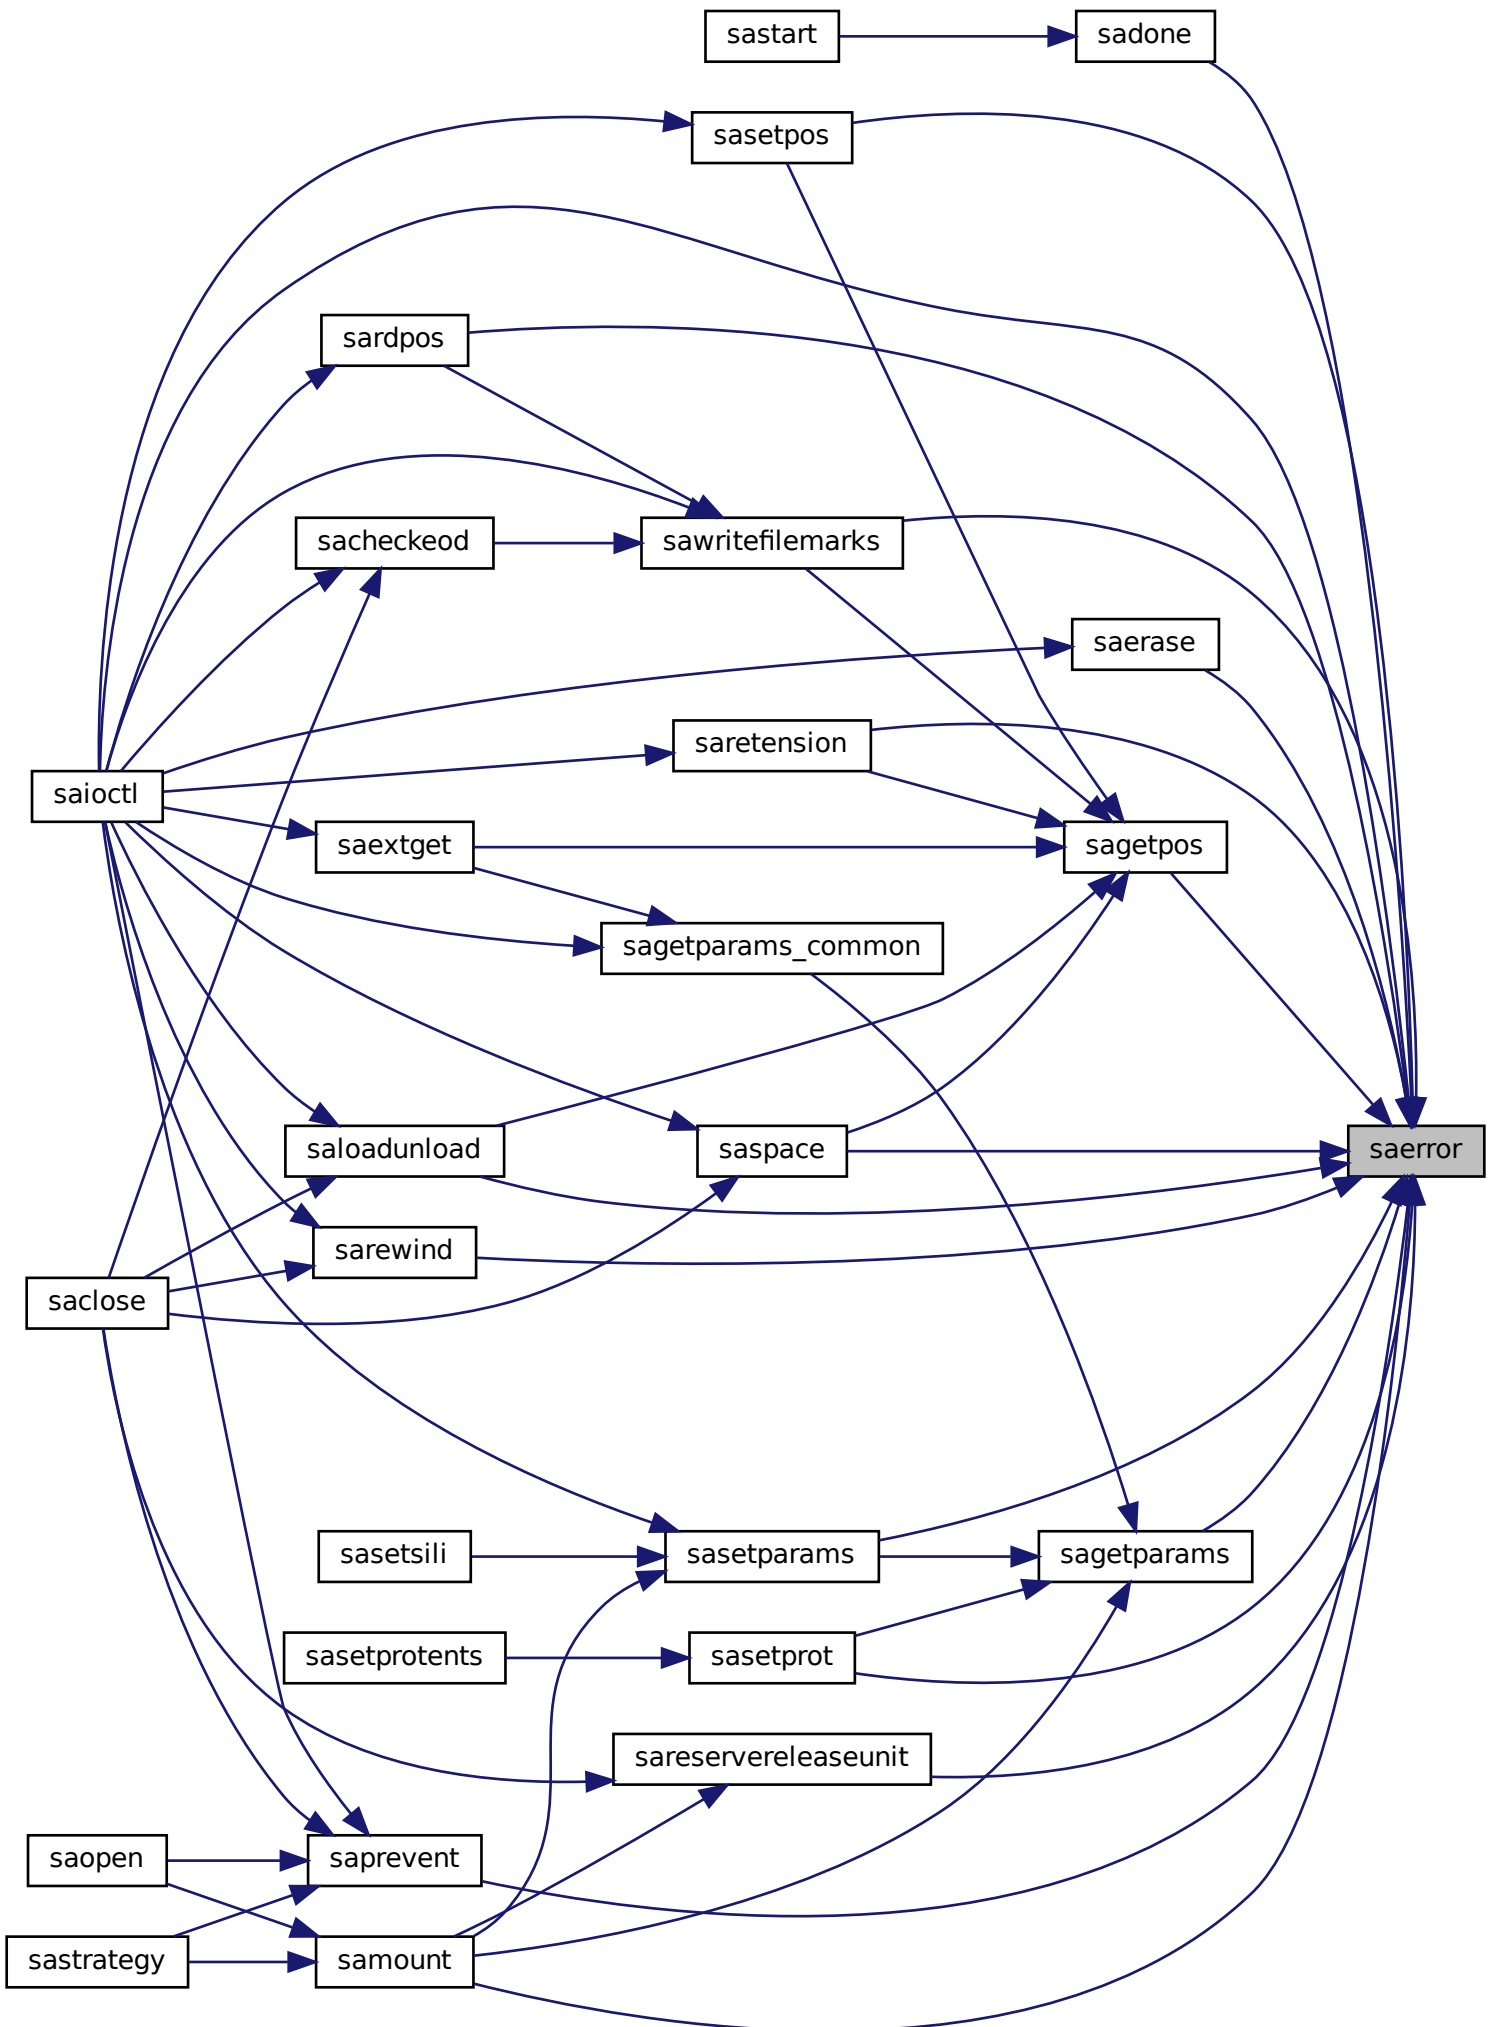 sastart
sadone
sasetpos
sardpos
sacheckeod
sawritefilemarks
saerase
saretension
saioctl
saextget
sagetpos
sagetparams_common
saloadunload
saspace
saerror
sarewind
saclose
sasetsili
sasetparams
sagetparams
sasetprotents
sasetprot
sareservereleaseunit
saopen
saprevent
sastrategy
samount